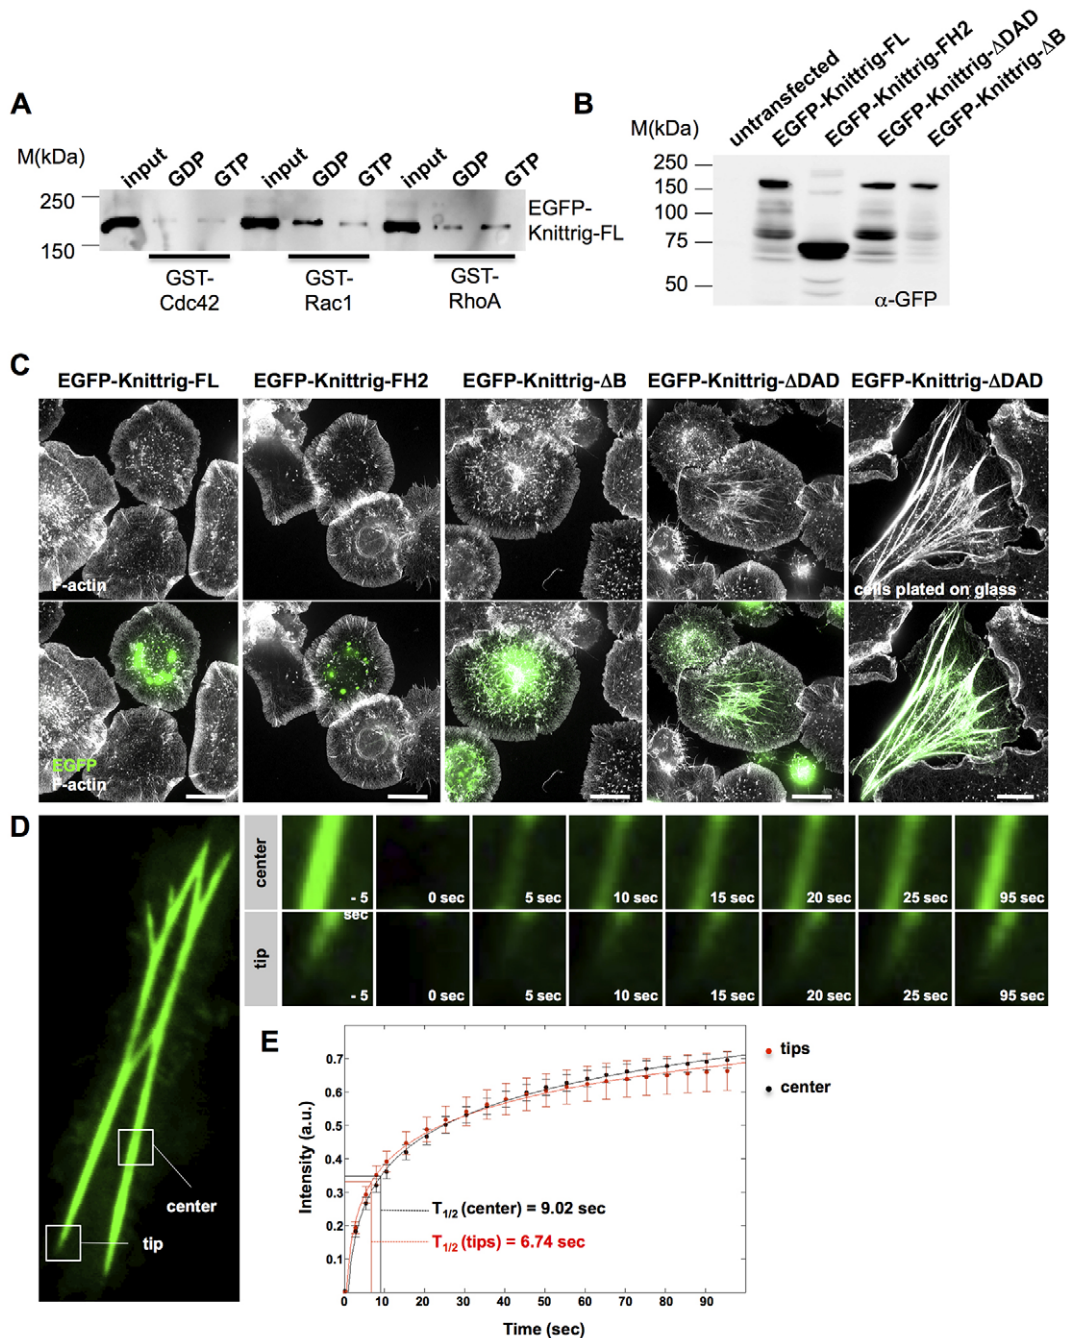 A
M(kDa)
input GDP GTP input GDP GTP input GDP GTP
250
150
EGFP-
Knittrig-FL
GST-
Cdc42
GST-
Rac1
GST-
RhoA
B
M(kDa)
untransfected
EGFP-Knittrig-FL
EGFP-Knittrig-FH2
EGFP-Knittrig-ΔDAD
EGFP-Knittrig-ΔB
250
150
100
75
50
α-GFP
C
EGFP-Knittrig-FL EGFP-Knittrig-FH2 EGFP-Knittrig-ΔB EGFP-Knittrig-ΔDAD EGFP-Knittrig-ΔDAD
F-actin
cells plated on glass
EGFP
F-actin
D
center
tip
center
- 5 sec
0 sec
5 sec
10 sec
15 sec
20 sec
25 sec
95 sec
tip
- 5
0 sec
5 sec
10 sec
15 sec
20 sec
25 sec
95 sec
E
Intensity (a.u.)
0.7
0.6
0.5
0.4
0.3
0.2
0.1
T1/2 (center) = 9.02 sec
T1/2 (tips) = 6.74 sec
0 10 20 30 40 50 60 70 80 90
Time (sec)
tips
center